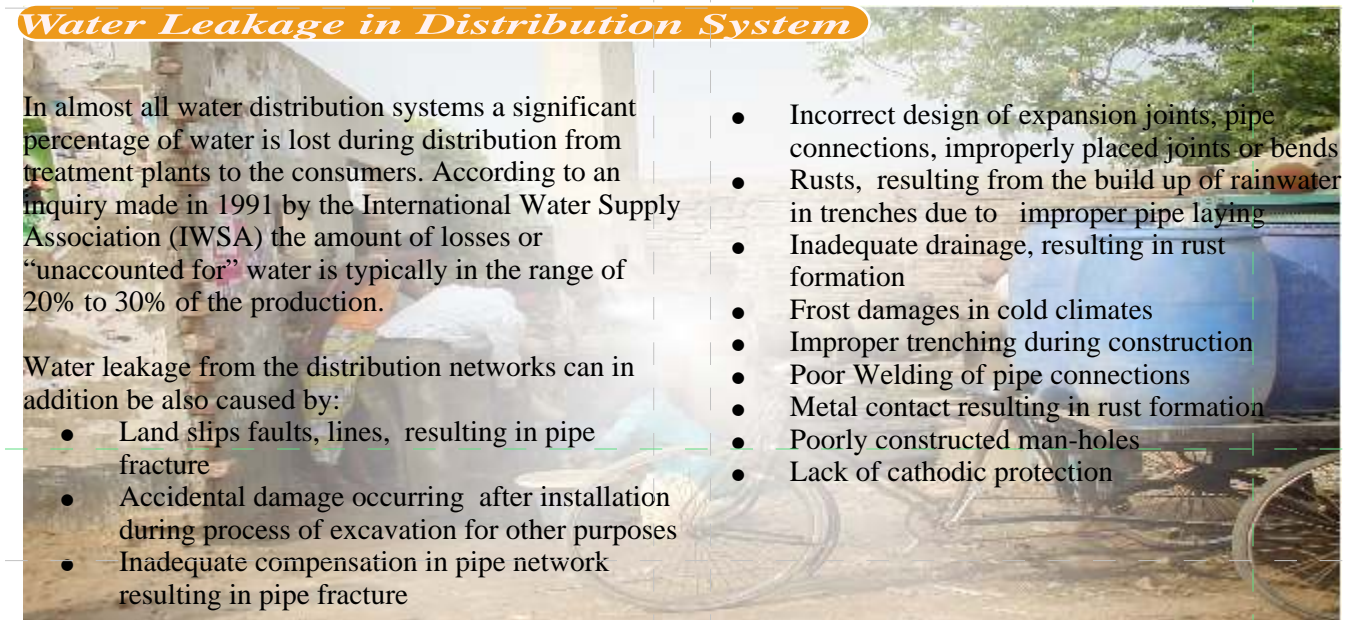 Water Leakage in Distribution System
In almost all water distribution systems a significant
percentage of water is lost during distribution from
treatment plants to the consumers. According to an
inquiry made in 1991 by the International Water Supply
Association (IWSA) the amount of losses or
“unaccounted for” water is typically in the range of
20% to 30% of the production.
Water leakage from the distribution networks can in
addition be also caused by:
● Land slips faults, lines, resulting in pipe
fracture
● Accidental damage occurring after installation
during process of excavation for other purposes
● Inadequate compensation in pipe network
resulting in pipe fracture
● Incorrect design of expansion joints, pipe
connections, improperly placed joints or bends
● Rusts, resulting from the build up of rainwater
in trenches due to improper pipe laying
● Inadequate drainage, resulting in rust
formation
● Frost damages in cold climates
● Improper trenching during construction
● Poor Welding of pipe connections
● Metal contact resulting in rust formation
● Poorly constructed man-holes
● Lack of cathodic protection